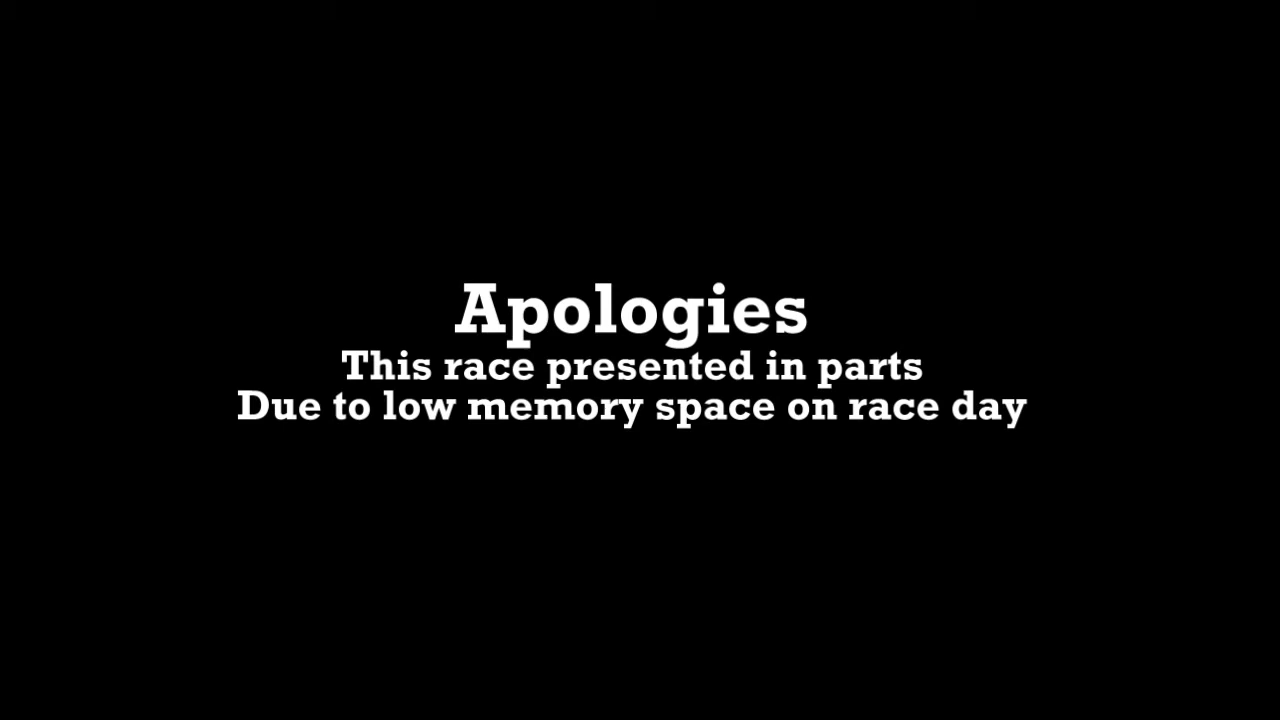 Apologies
This race presented in parts
Due to low memory space on race day